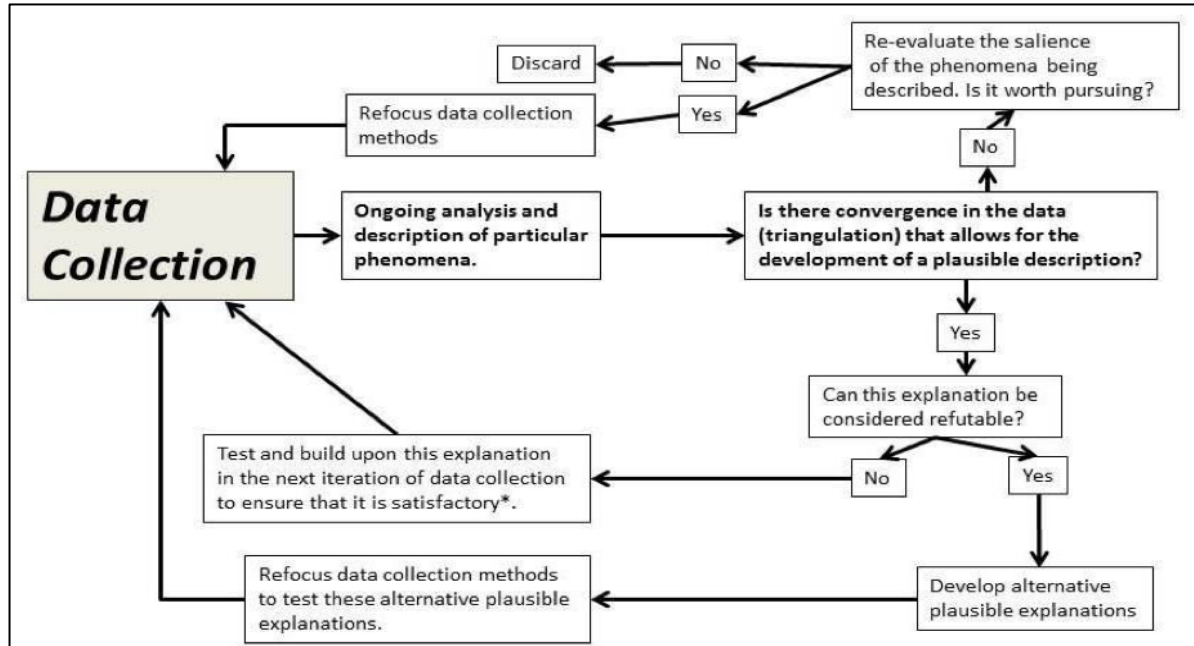 Re-evaluate the salience
of the phenomena being
described. Is it worth pursuing?
Discard
No
Refocus data collection
methods
Yes
No
Data
Collection
Ongoing analysis and
description of particular
phenomena.
Is there convergence in the data
(triangulation) that allows for the
development of a plausible description?
Yes
Can this explanation be
considered refutable?
Test and build upon this explanation
in the next iteration of data collection
to ensure that it is satisfactory*.
No
Yes
Refocus data collection methods
to test these alternative plausible
explanations.
Develop alternative
plausible explanations